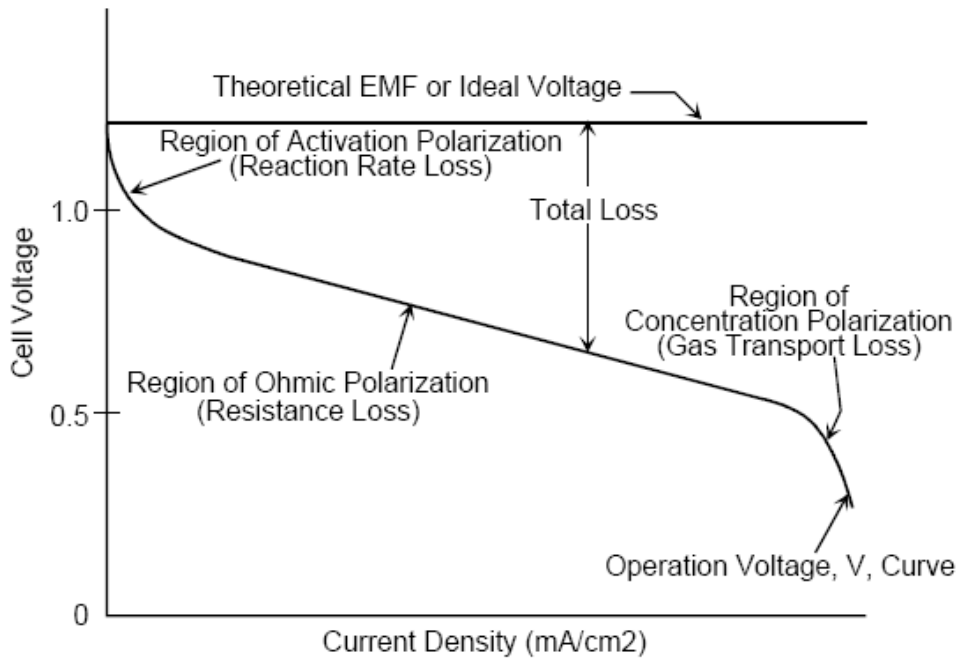 Theoretical EMF or Ideal Voltage
Region of Activation Polarization
(Reaction Rate Loss)
1.0
Total Loss
Cell Voltage
Region of
Concentration Polarization
(Gas Transport Loss)
Region of Ohmic Polarization
(Resistance Loss)
0.5
Operation Voltage, V, Curve
0
Current Density (mA/cm2)